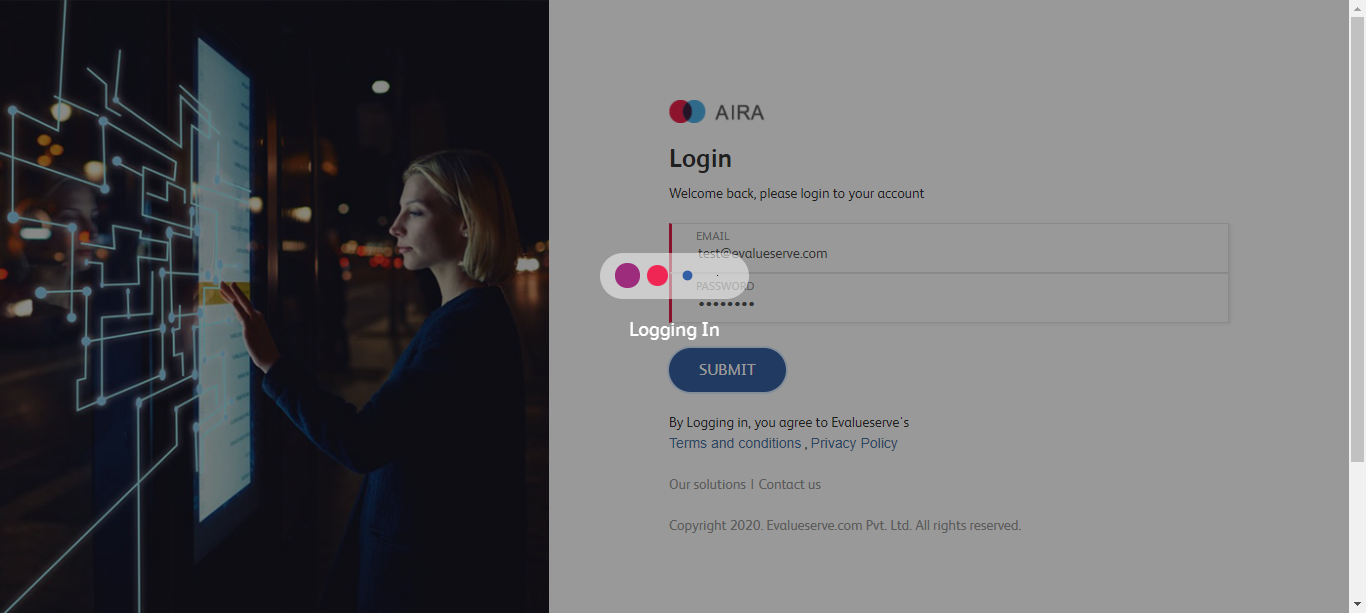 AIRA
Login
Welcome back, please login to your account
EMAIL
test@evalueserve.com
PASSWORD
••••••••
Logging In
SUBMIT
By Logging in, you agree to Evalueserve's
Terms and conditions , Privacy Policy
Our solutions | Contact us
Copyright 2020. Evalueserve.com Pvt. Ltd. All rights reserved.